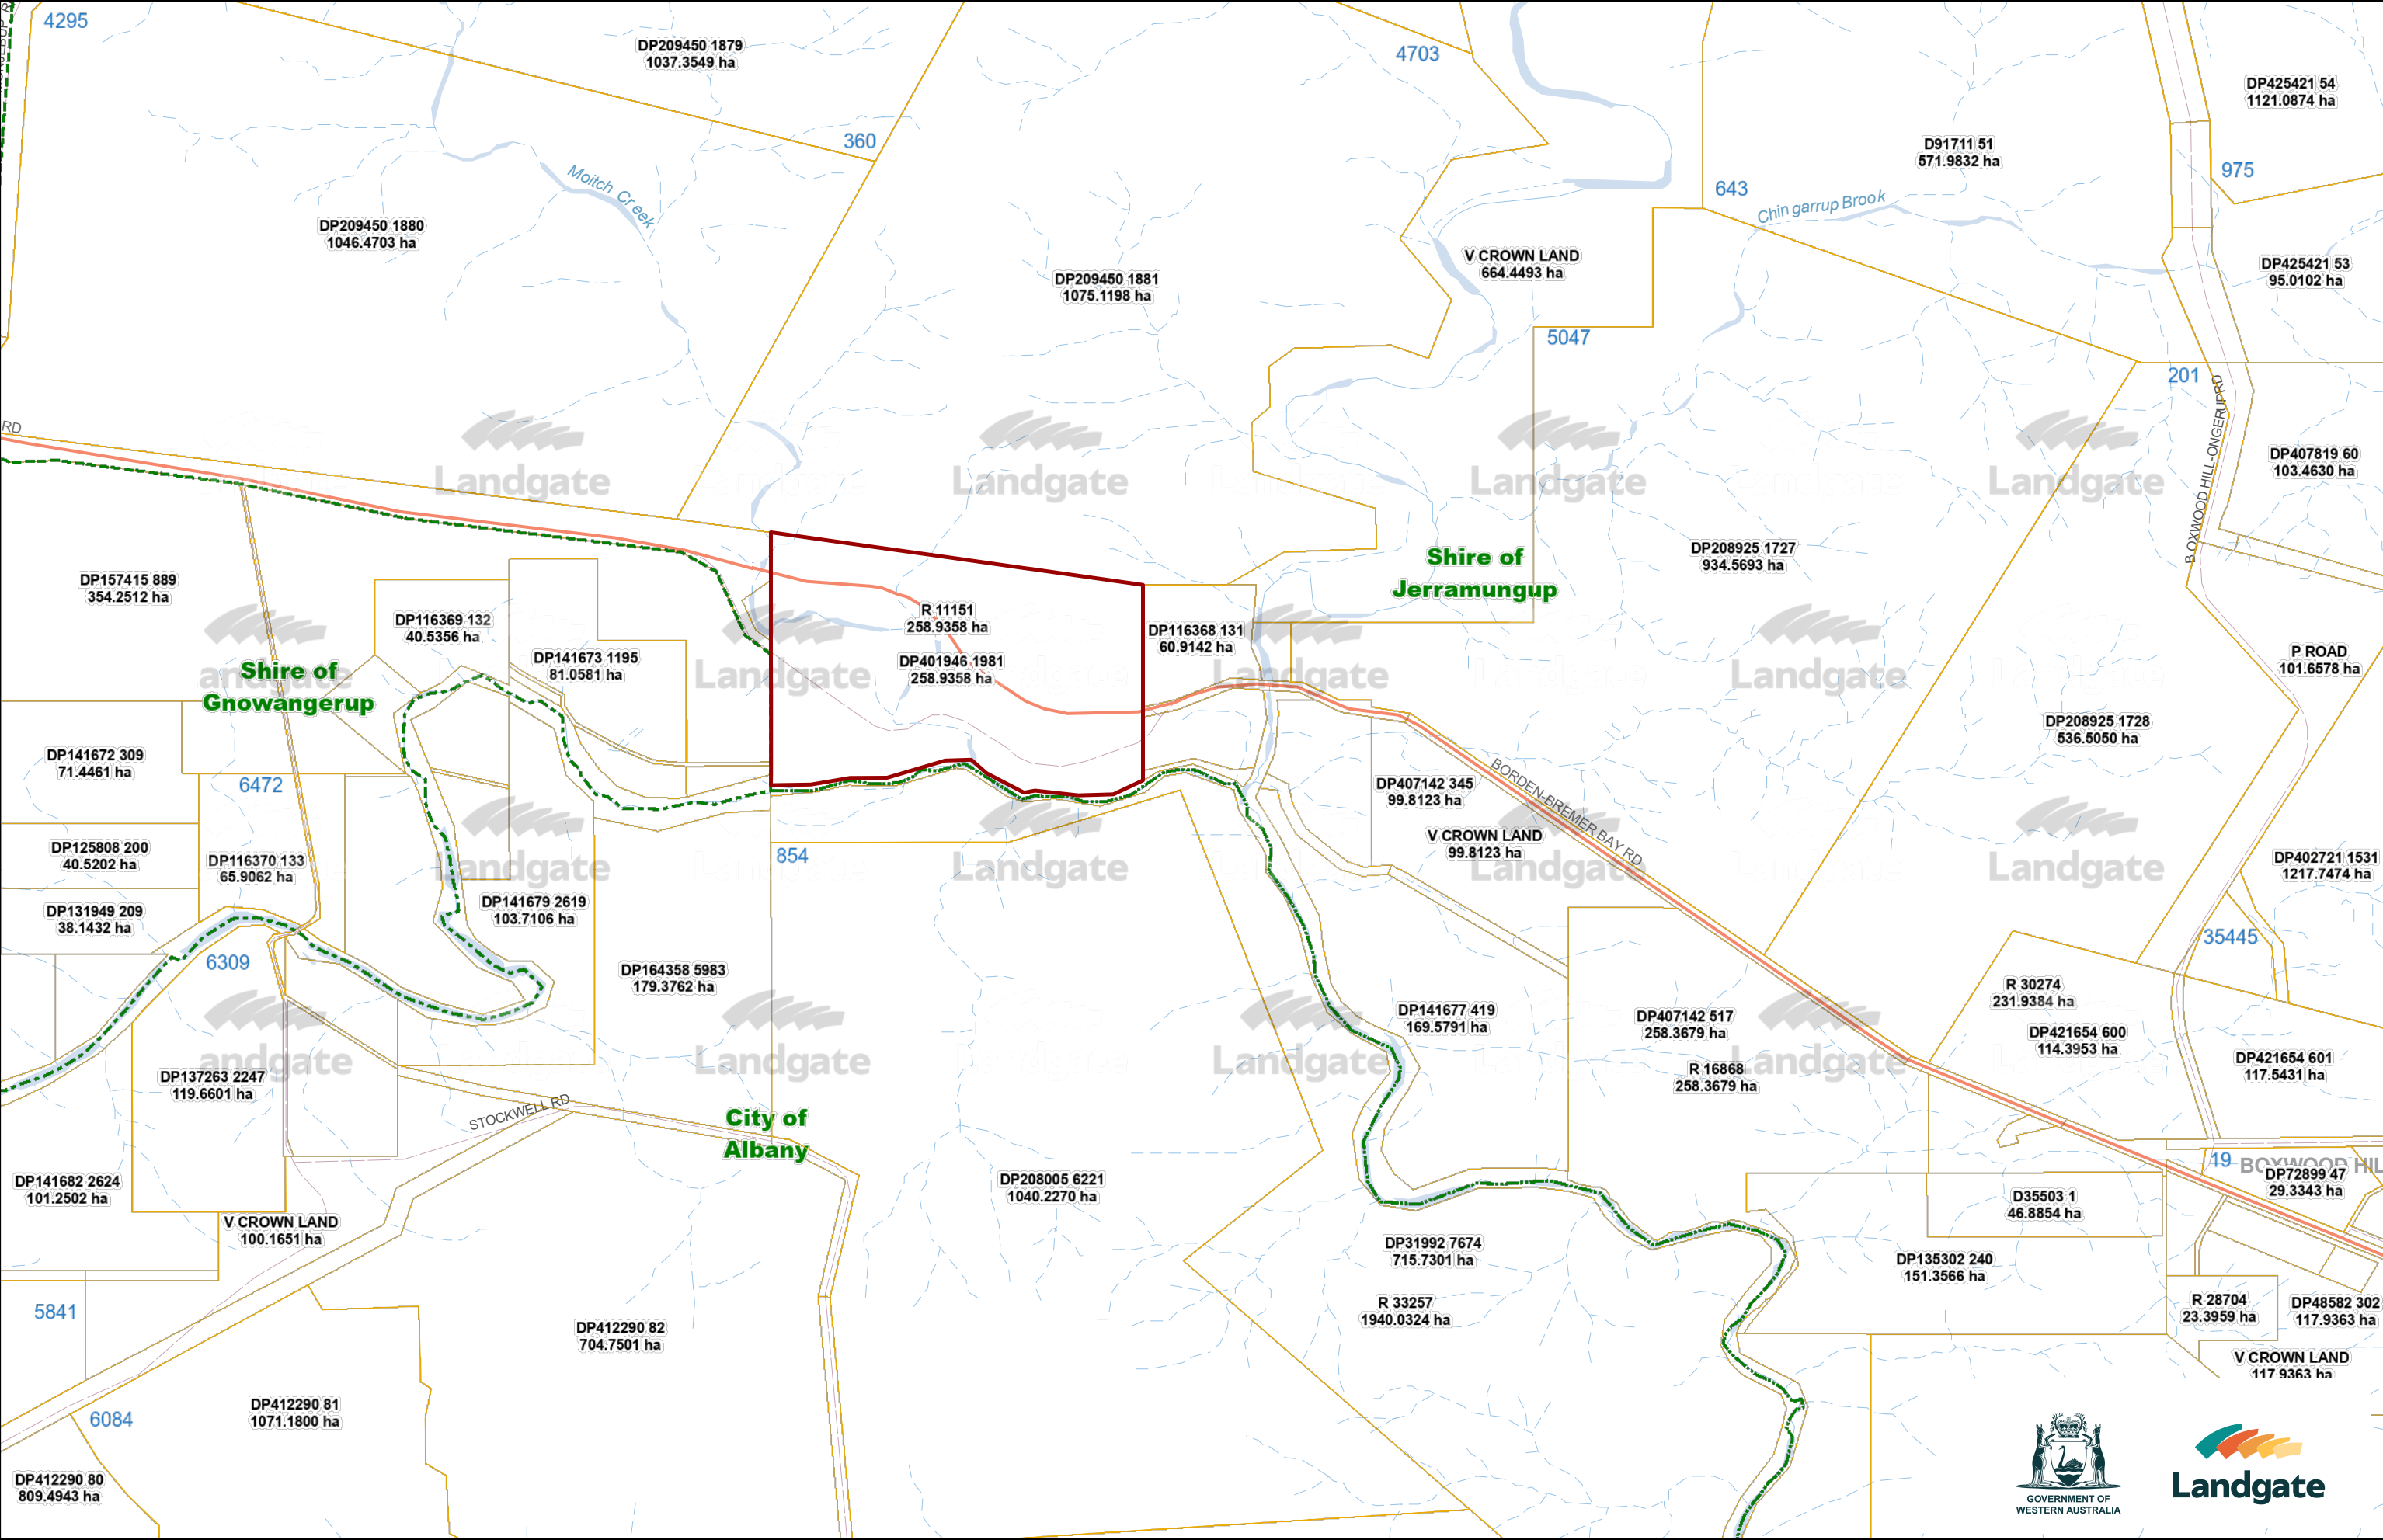 4295
DP209450 1879
1037.3549 ha
4703
DP425421 54
1121.0874 ha
360
D91711 51
571.9832 ha
975
Moitch Creek
643
Chingarrup Brook
DP209450 1880
1046.4703 ha
V CROWN LAND
664.4493 ha
DP425421 53
95.0102 ha
DP209450 1881
1075.1198 ha
5047
201
RD
BOXWOOD HILL-ONGERUP RD
DP407819 60
103.4630 ha
Landgate
Landgate
Landgate
Landgate
Shire of
Jerramungup
DP208925 1727
934.5693 ha
DP157415 889
354.2512 ha
DP116369 132
40.5356 ha
R 11151
258.9358 ha
DP116368 131
60.9142 ha
DP141673 1195
81.0581 ha
DP401946 1981
258.9358 ha
P ROAD
101.6578 ha
Shire of
Gnowangerup
andgate
Landgate
Landgate
Landgate
DP208925 1728
536.5050 ha
DP141672 309
71.4461 ha
6472
DP407142 345
99.8123 ha
BORDEN-BREMER BAY RD
V CROWN LAND
99.8123 ha
DP125808 200
40.5202 ha
DP116370 133
65.9062 ha
854
DP402721 1531
1217.7474 ha
Landgate
Landgate
Landgate
Landgate
DP131949 209
38.1432 ha
DP141679 2619
103.7106 ha
35445
6309
DP164358 5983
179.3762 ha
R 30274
231.9384 ha
DP141677 419
169.5791 ha
DP407142 517
258.3679 ha
DP421654 600
114.3953 ha
andgate
Landgate
Landgate
Landgate
DP421654 601
117.5431 ha
DP137263 2247
119.6601 ha
R 16868
258.3679 ha
STOCKWELL RD
City of
Albany
19
BOXWOOD HIL
DP72899 47
29.3343 ha
DP141682 2624
101.2502 ha
DP208005 6221
1040.2270 ha
D35503 1
46.8854 ha
V CROWN LAND
100.1651 ha
DP31992 7674
715.7301 ha
DP135302 240
151.3566 ha
5841
R 33257
1940.0324 ha
R 28704
23.3959 ha
DP48582 302
117.9363 ha
DP412290 82
704.7501 ha
V CROWN LAND
117.9363 ha
DP412290 81
1071.1800 ha
6084
DP412290 80
809.4943 ha
GOVERNMENT OF
WESTERN AUSTRALIA
Landgate